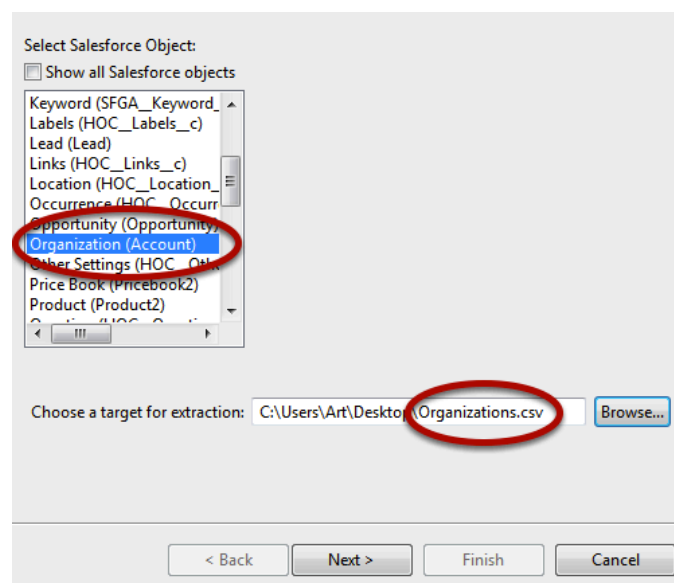 Select Salesforce Object:
Show all Salesforce objects
Keyword (SFGA__Keyword_
Labels (HOC__Labels__c)
Lead (Lead)
Links (HOC__Links__c)
Location (HOC__Location_
Occurrence (HOC__Occurr
Opportunity (Opportunity)
Organization (Account)
Other Settings (HOC__Oth
Price Book (Pricebook2)
Product (Product2)
Choose a target for extraction: C:\Users\Art\Desktop\Organizations.csv Browse...
< Back Next > Finish Cancel